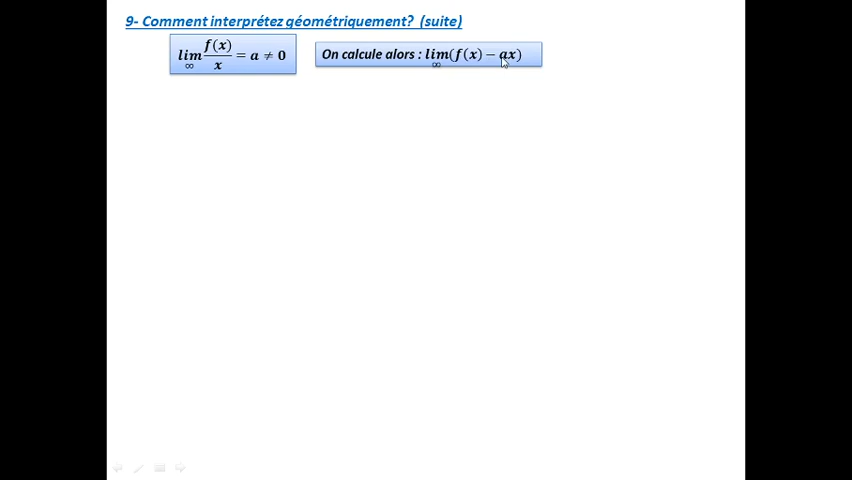 9- Comment interprétez géométriquement? (suite)
lim f(x)/x = a ≠ 0
∞
On calcule alors : lim(f(x) − ax)
∞